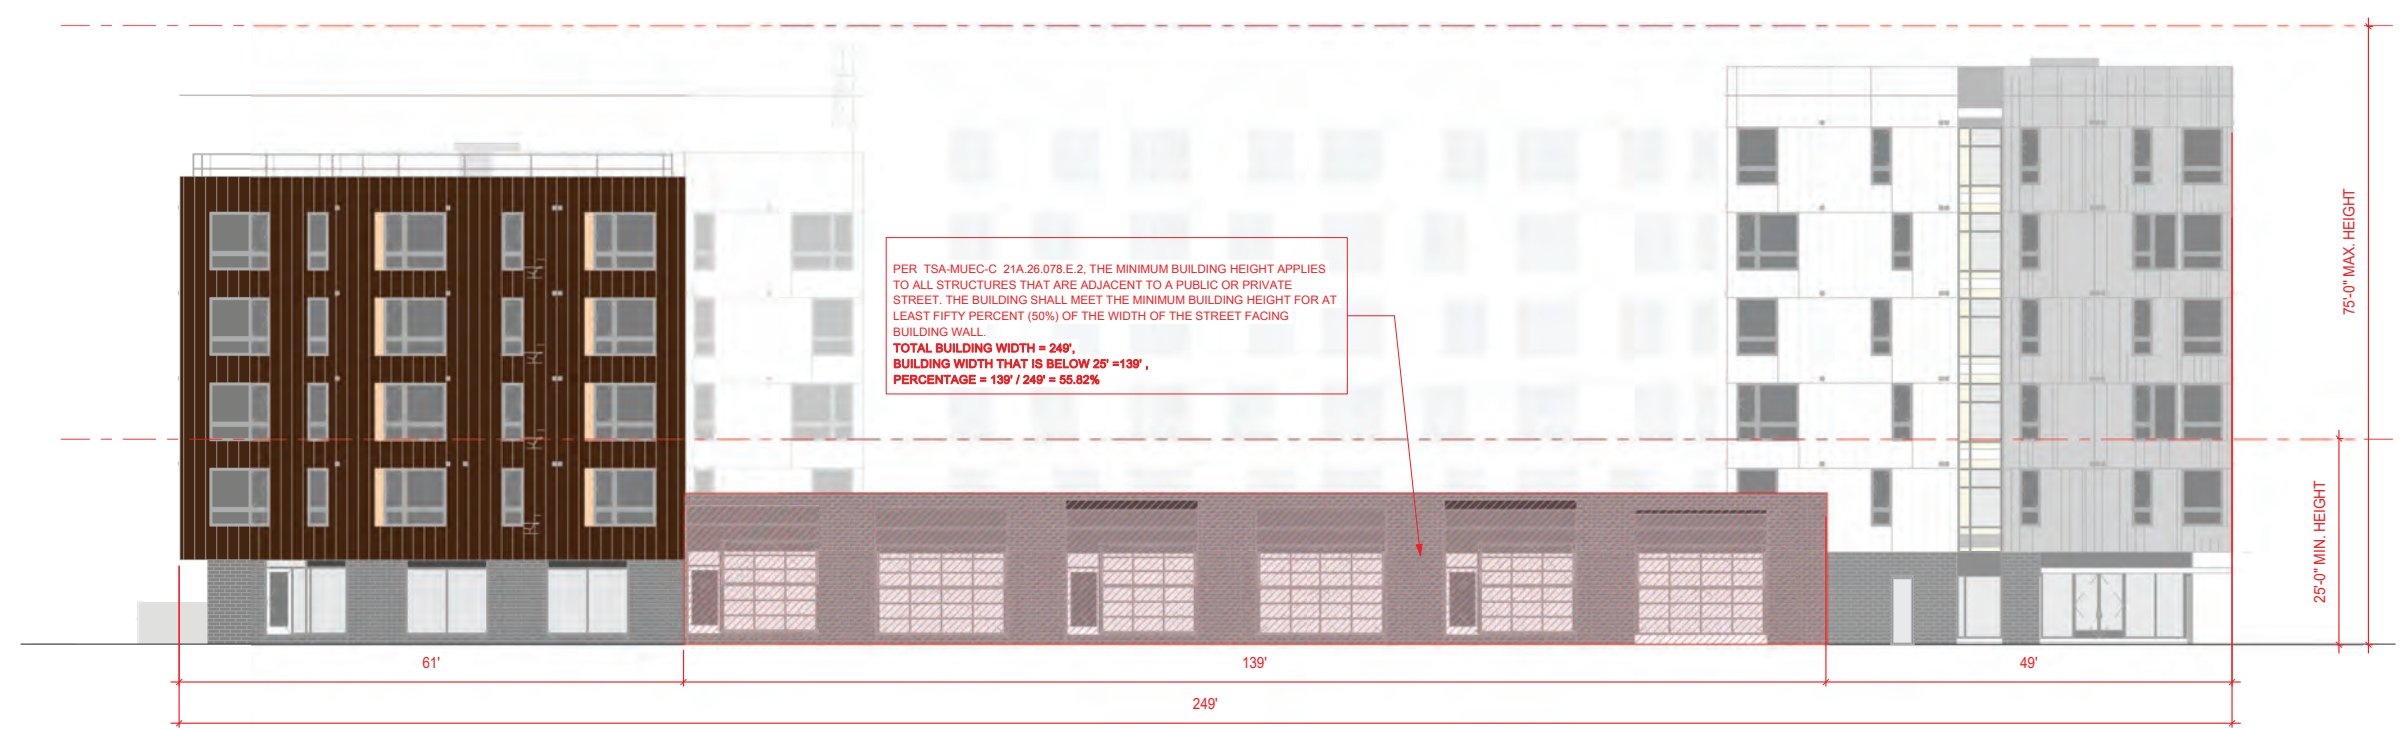 PER TSA-MUEC-C 21A.26.078.E.2, THE MINIMUM BUILDING HEIGHT APPLIES
TO ALL STRUCTURES THAT ARE ADJACENT TO A PUBLIC OR PRIVATE
STREET. THE BUILDING SHALL MEET THE MINIMUM BUILDING HEIGHT FOR AT
LEAST FIFTY PERCENT (50%) OF THE WIDTH OF THE STREET FACING
BUILDING WALL.
TOTAL BUILDING WIDTH = 249',
BUILDING WIDTH THAT IS BELOW 25' =139' ,
PERCENTAGE = 139' / 249' = 55.82%
75'-0" MAX. HEIGHT
25'-0" MIN. HEIGHT
61'
139'
49'
249'